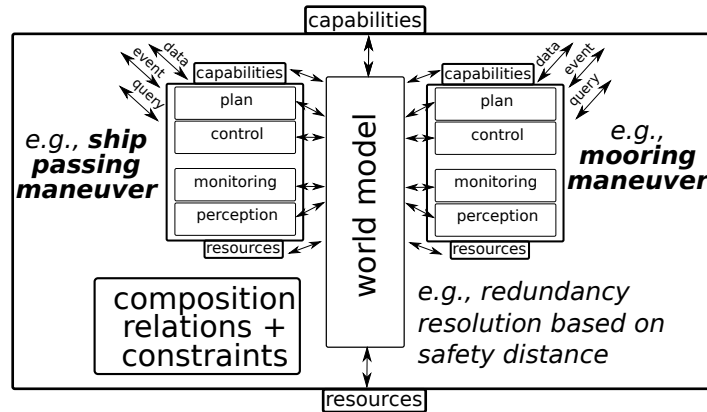 capabilities
data
event
query
capabilities
plan
control
monitoring
perception
resources
e.g., ship
passing
maneuver
world model
data
event
query
capabilities
plan
control
monitoring
perception
resources
e.g.,
mooring
maneuver
composition
relations +
constraints
e.g., redundancy
resolution based on
safety distance
resources